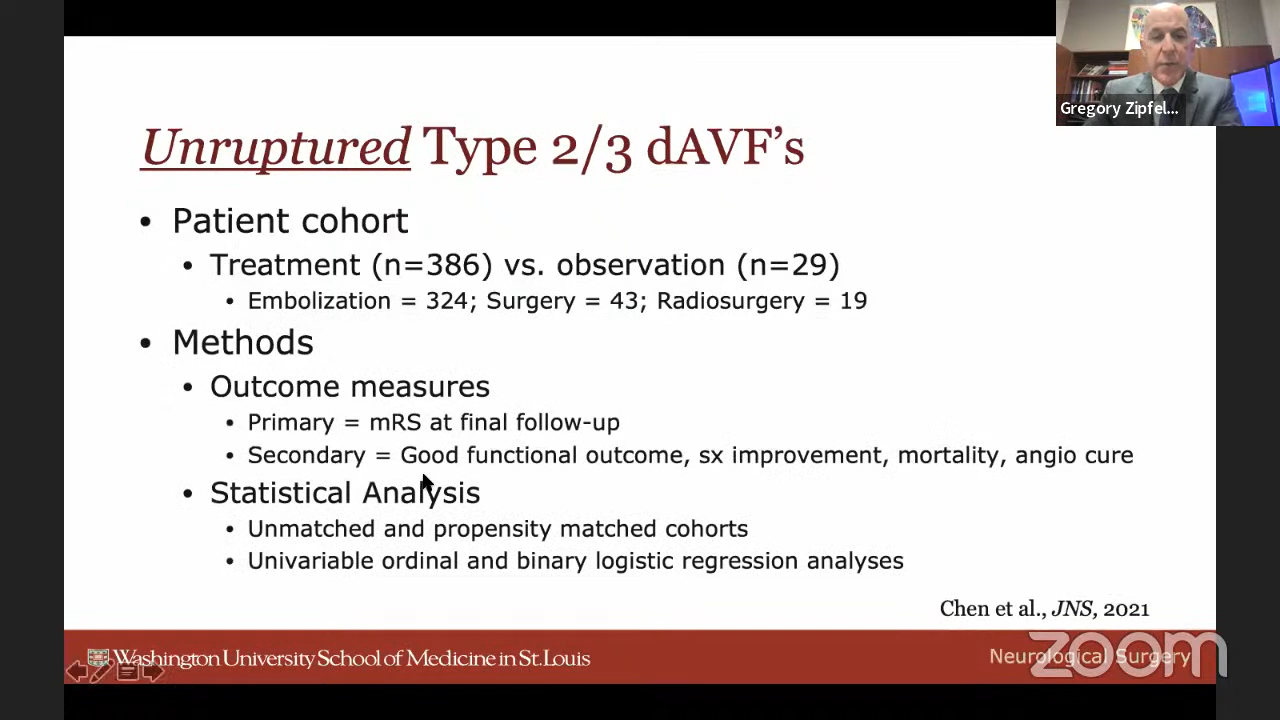 Gregory Zipfel...
Unruptured Type 2/3 dAVF's
• Patient cohort
• Treatment (n=386) vs. observation (n=29)
• Embolization = 324; Surgery = 43; Radiosurgery = 19
• Methods
• Outcome measures
• Primary = mRS at final follow-up
• Secondary = Good functional outcome, sx improvement, mortality, angio cure
• Statistical Analysis
• Unmatched and propensity matched cohorts
• Univariable ordinal and binary logistic regression analyses
Chen et al., JNS, 2021
Washington University School of Medicine in St. Louis
Neurological Surgery
zoom